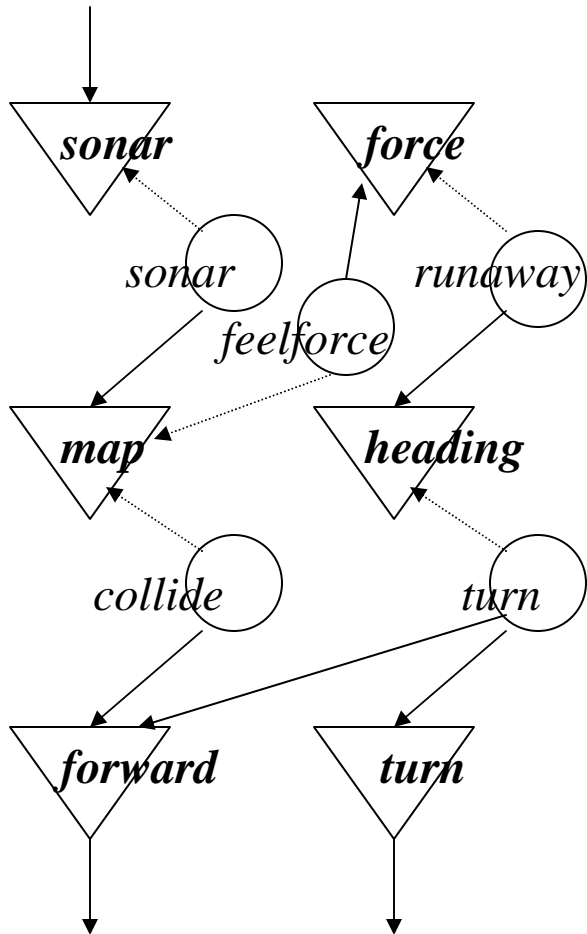 sonar
force
sonar
runaway
feelforce
map
heading
collide
turn
forward
turn